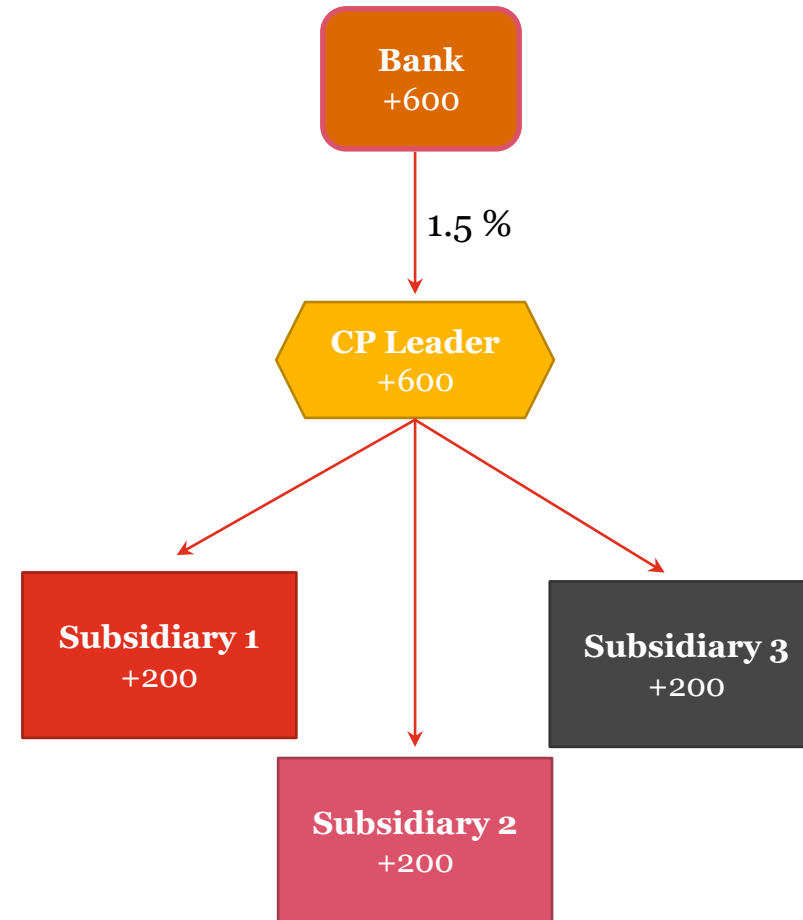 Bank
+600
1.5 %
CP Leader
+600
Subsidiary 1
+200
Subsidiary 3
+200
Subsidiary 2
+200